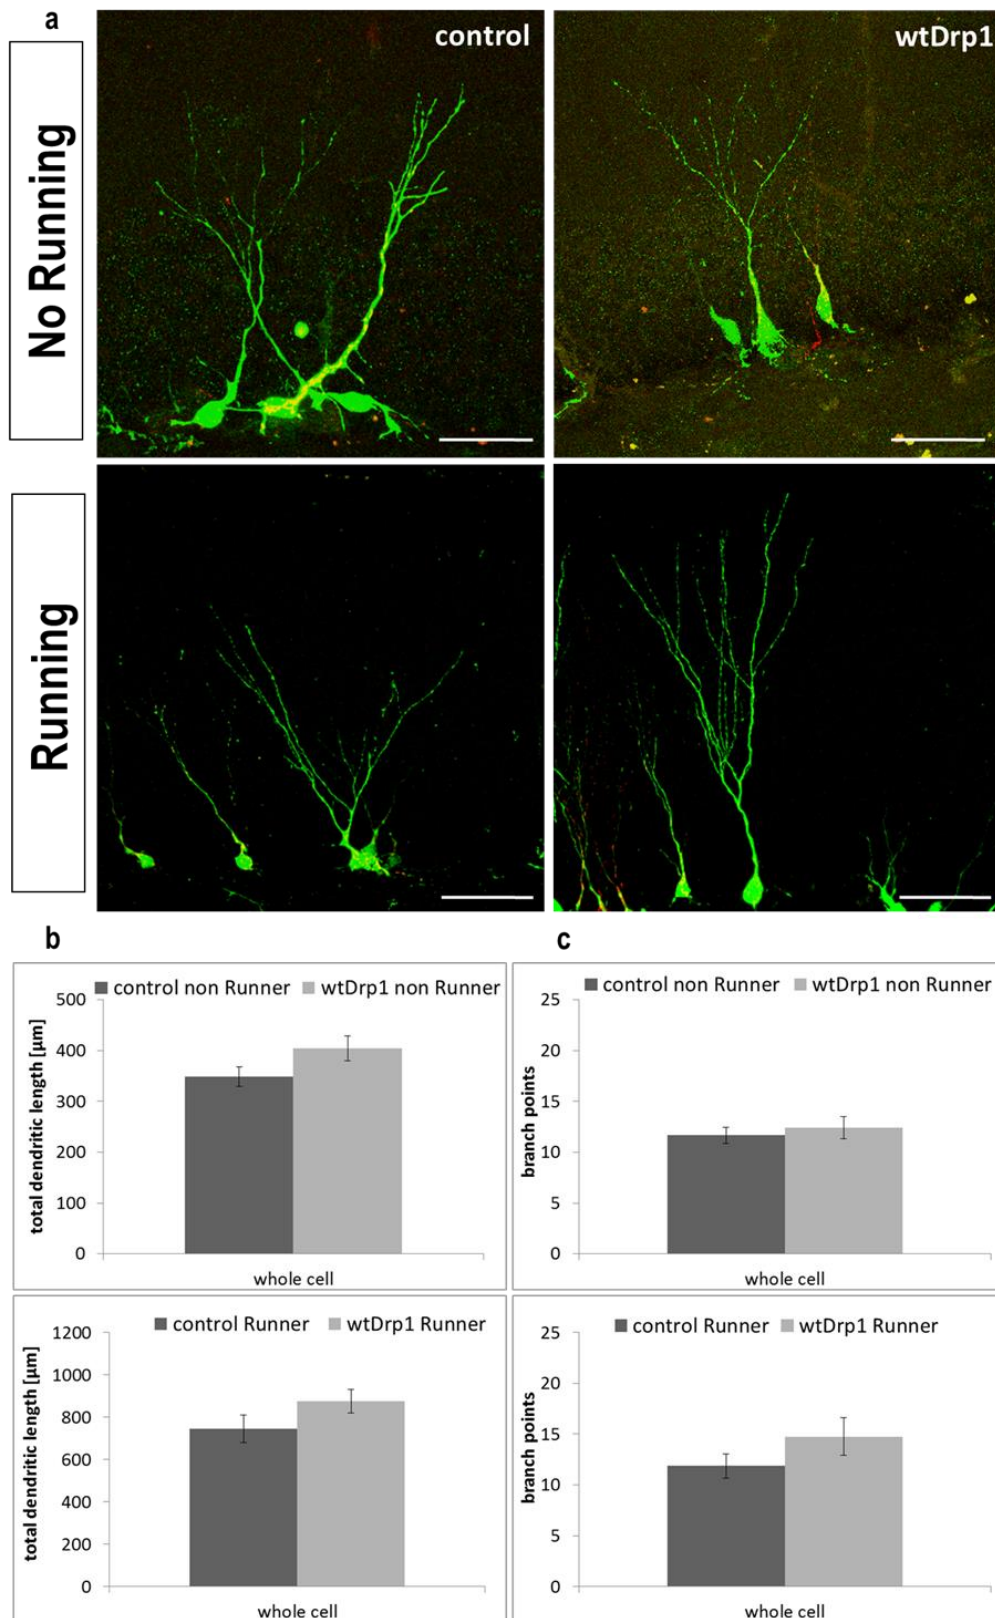 a
No Running
control
wtDrp1
Running
b
control non Runner
wtDrp1 non Runner
total dendritic length [µm]
500
400
300
200
100
0
whole cell
c
control non Runner
wtDrp1 non Runner
branch points
25
20
15
10
5
0
whole cell
control Runner
wtDrp1 Runner
total dendritic length [µm]
1200
1000
800
600
400
200
0
whole cell
control Runner
wtDrp1 Runner
branch points
25
20
15
10
5
0
whole cell